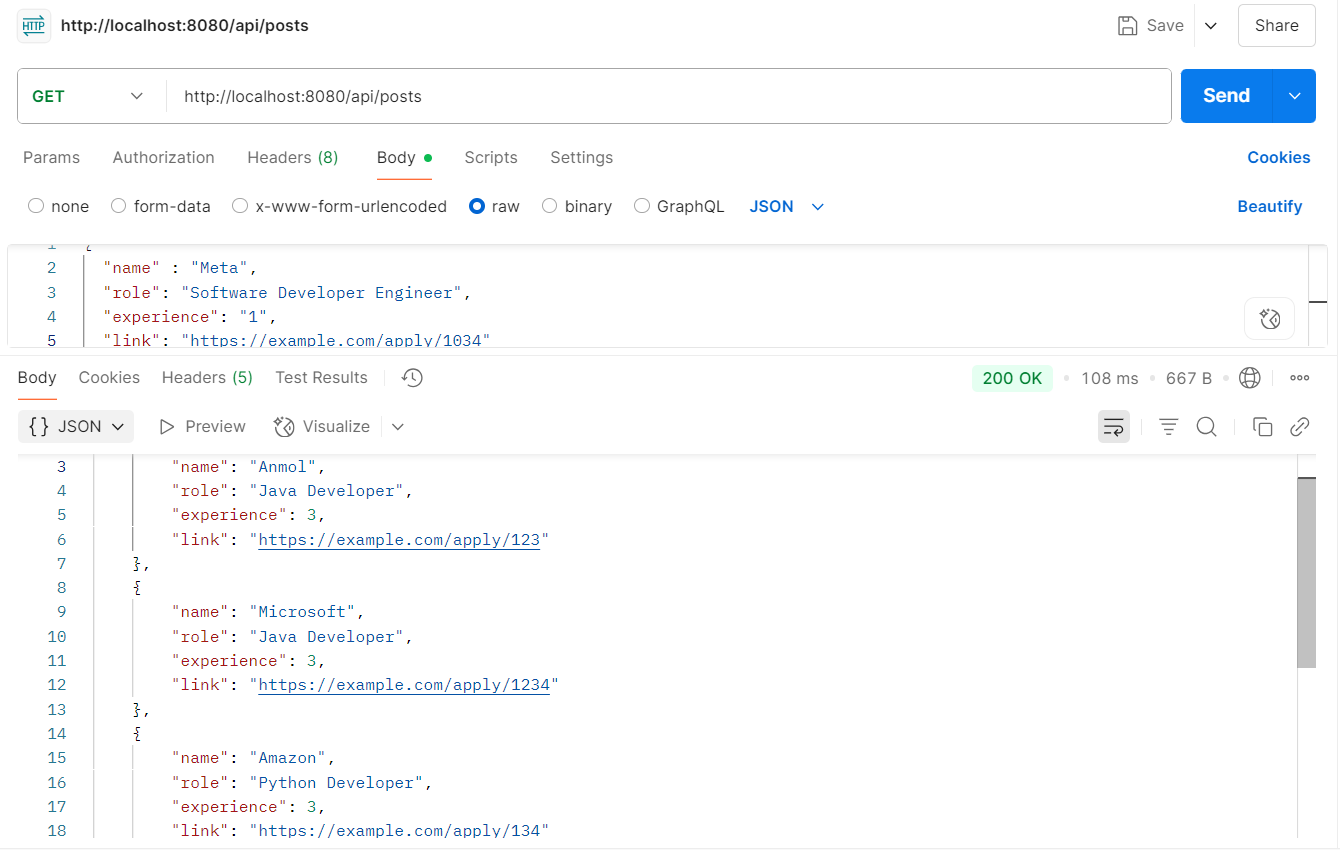 HTTP http://localhost:8080/api/posts Save Share
GET http://localhost:8080/api/posts Send
Params Authorization Headers (8) Body Scripts Settings Cookies
none form-data x-www-form-urlencoded raw binary GraphQL JSON Beautify
1 {
2 "name" : "Meta",
3 "role": "Software Developer Engineer",
4 "experience": "1",
5 "link": "https://example.com/apply/1034"
Body Cookies Headers (5) Test Results 200 OK 108 ms 667 B
{} JSON Preview Visualize
3 "name": "Anmol",
4 "role": "Java Developer",
5 "experience": 3,
6 "link": "https://example.com/apply/123"
7 },
8 {
9 "name": "Microsoft",
10 "role": "Java Developer",
11 "experience": 3,
12 "link": "https://example.com/apply/1234"
13 },
14 {
15 "name": "Amazon",
16 "role": "Python Developer",
17 "experience": 3,
18 "link": "https://example.com/apply/134"